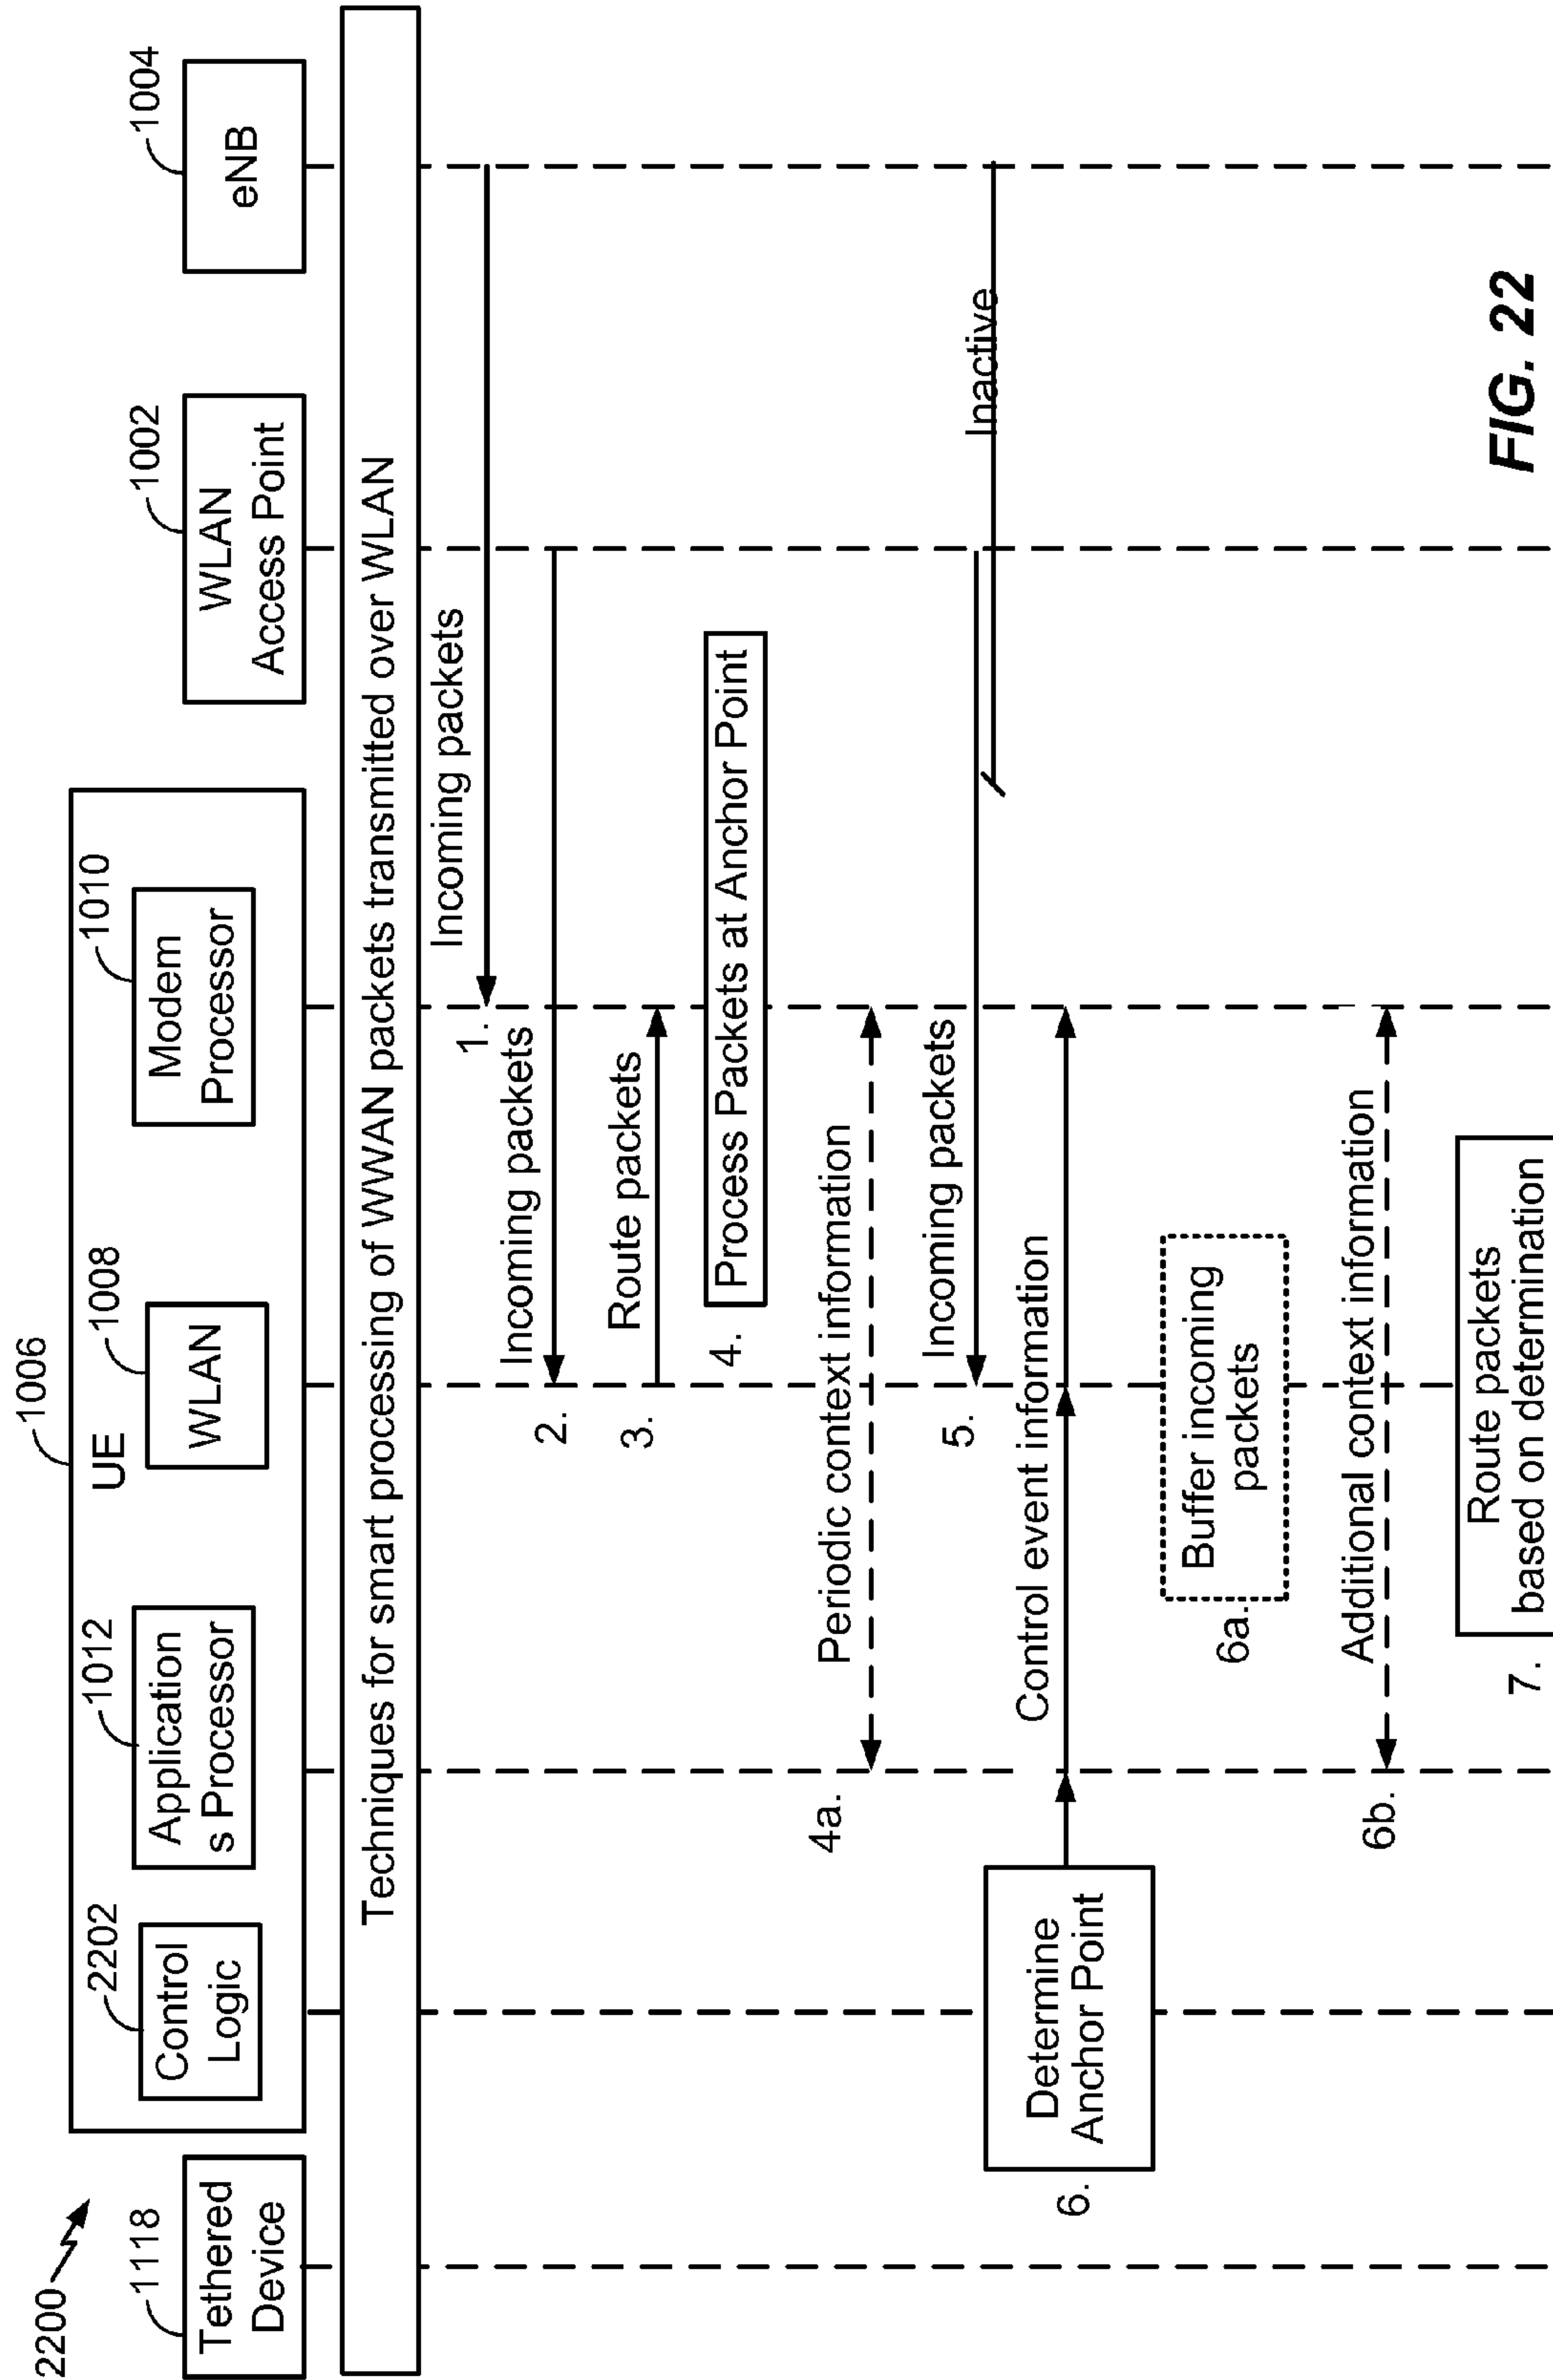 2200
1118
Tethered
Device
1006
UE
2202
Control
Logic
1012
Application
s Processor
1008
WLAN
1010
Modem
Processor
1002
WLAN
Access Point
1004
eNB
Techniques for smart processing of WWAN packets transmitted over WLAN
1.
Incoming packets
2.
Incoming packets
3.
Route packets
4.
Process Packets at Anchor Point
4a.
Periodic context information
5.
Incoming packets
Inactive
6.
Determine
Anchor Point
Control event information
6a.
Buffer incoming
packets
6b.
Additional context information
7.
Route packets
based on determination
FIG. 22